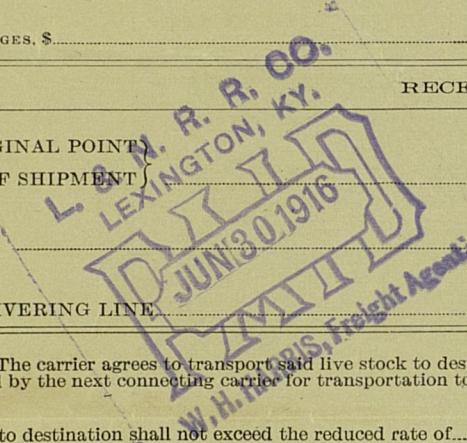 GES, $
RECE
GINAL POINT
F SHIPMENT
IVERING LINE
The carrier agrees to transport said live stock to des
l by the next connecting carrier for transportation to
to destination shall not exceed the reduced rate of
L. & N. R. R. CO.
LEXINGTON, KY.
PAID
JUN 30 1916
W. H. HARRIS, Freight Agent